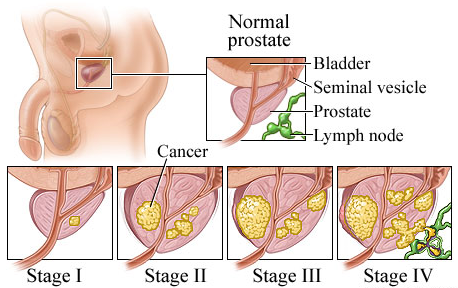 Normal
prostate
Bladder
Seminal vesicle
Prostate
Lymph node
Cancer
Stage I
Stage II
Stage III
Stage IV